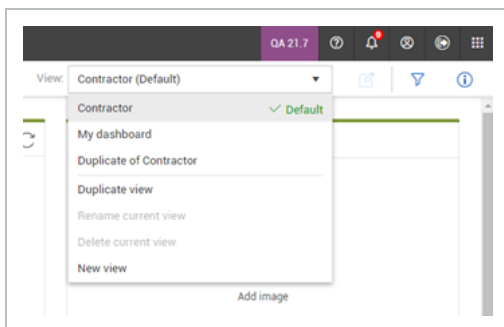 QA 21.7
View: Contractor (Default)
Contractor Default
My dashboard
Duplicate of Contractor
Duplicate view
Rename current view
Delete current view
New view
Add image